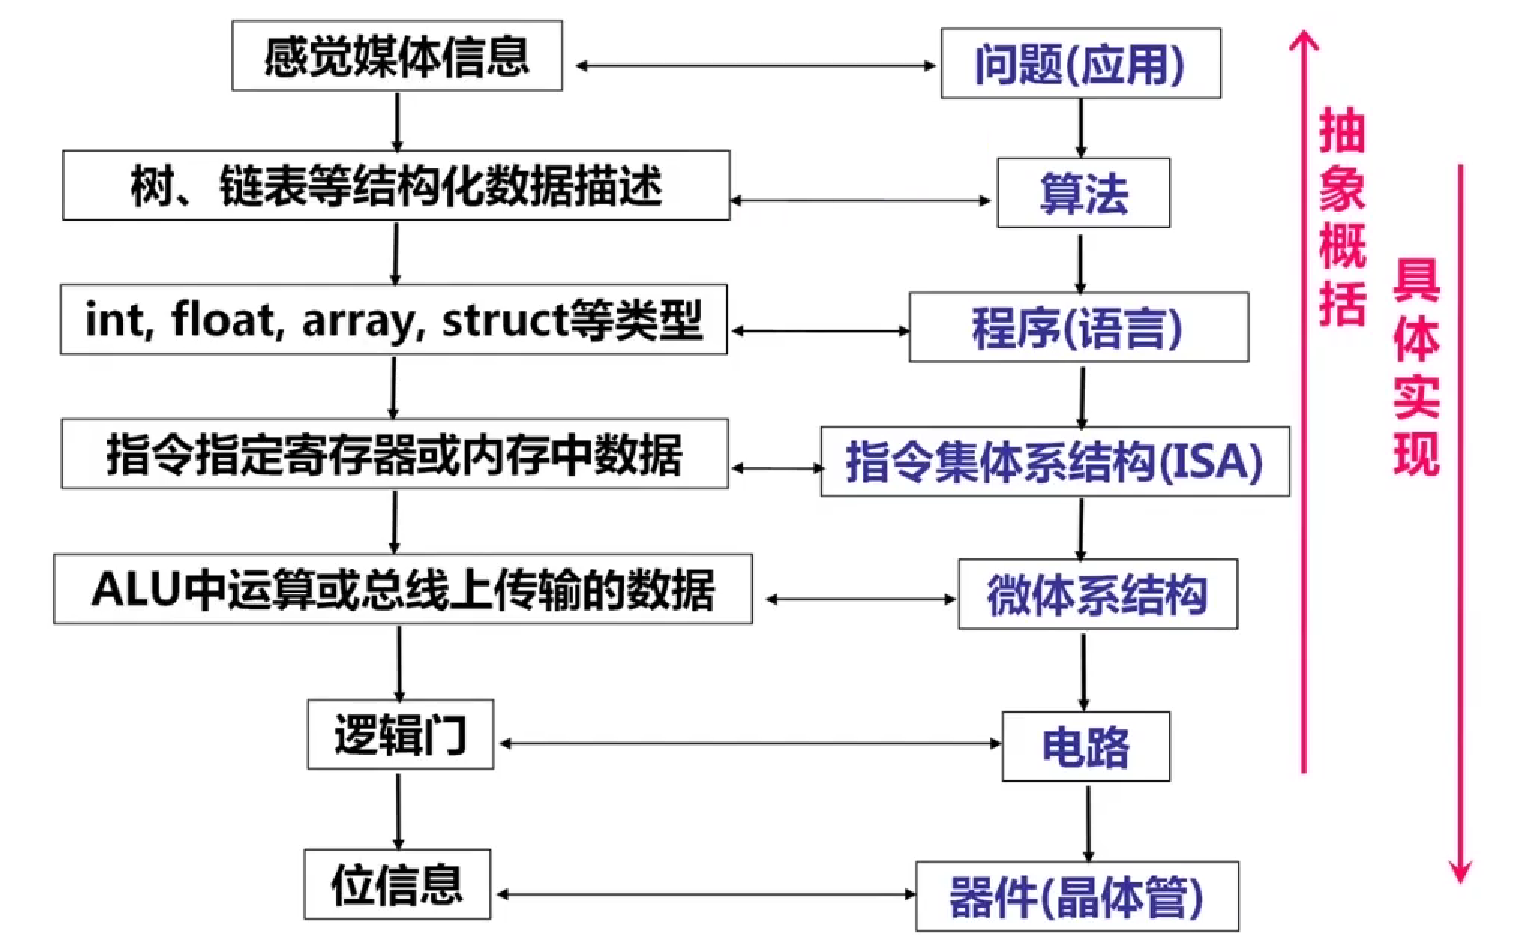 感觉媒体信息
问题(应用)
树、链表等结构化数据描述
算法
int, float, array, struct等类型
程序(语言)
指令指定寄存器或内存中数据
指令集体系结构(ISA)
ALU中运算或总线上传输的数据
微体系结构
逻辑门
电路
位信息
器件(晶体管)
抽象概括
具体实现